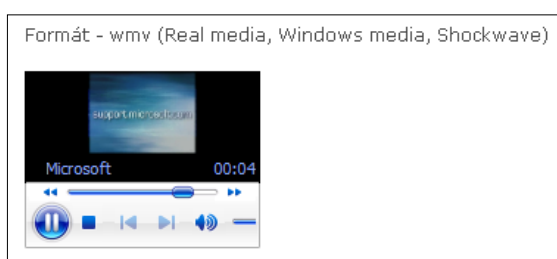 Formát - wmv (Real media, Windows media, Shockwave)
support.microsoft.com
Microsoft 00:04